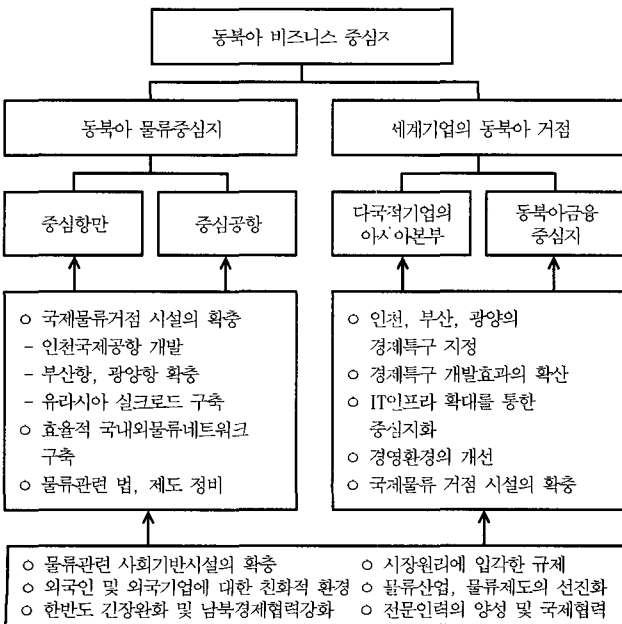 동북아 비즈니스 중심지
동북아 물류중심지
세계기업의 동북아 거점
중심항만
중심공항
다국적기업의
아시아본부
동북아금융
중심지
○ 국제물류거점 시설의 확충
- 인천국제공항 개발
- 부산항, 광양항 확충
- 유라시아 실크로드 구축
○ 효율적 국내외물류네트워크
구축
○ 물류관련 법, 제도 정비
○ 인천, 부산, 광양의
경제특구 지정
○ 경제특구 개발효과의 확산
○ IT인프라 확대를 통한
중심지화
○ 경영환경의 개선
○ 국제물류 거점 시설의 확충
○ 물류관련 사회기반시설의 확충
○ 외국인 및 외국기업에 대한 친화적 환경
○ 한반도 긴장완화 및 남북경제협력강화
○ 시장원리에 입각한 규제
○ 물류산업, 물류제도의 선진화
○ 전문인력의 양성 및 국제협력